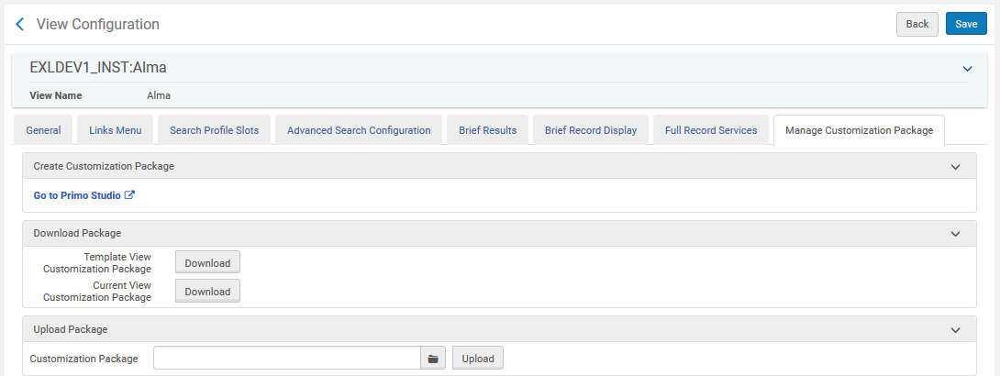 View Configuration
Back
Save
EXLDEV1_INST:Alma
View Name Alma
General
Links Menu
Search Profile Slots
Advanced Search Configuration
Brief Results
Brief Record Display
Full Record Services
Manage Customization Package
Create Customization Package
Go to Primo Studio
Download Package
Template View
Customization Package
Download
Current View
Customization Package
Download
Upload Package
Customization Package
Upload